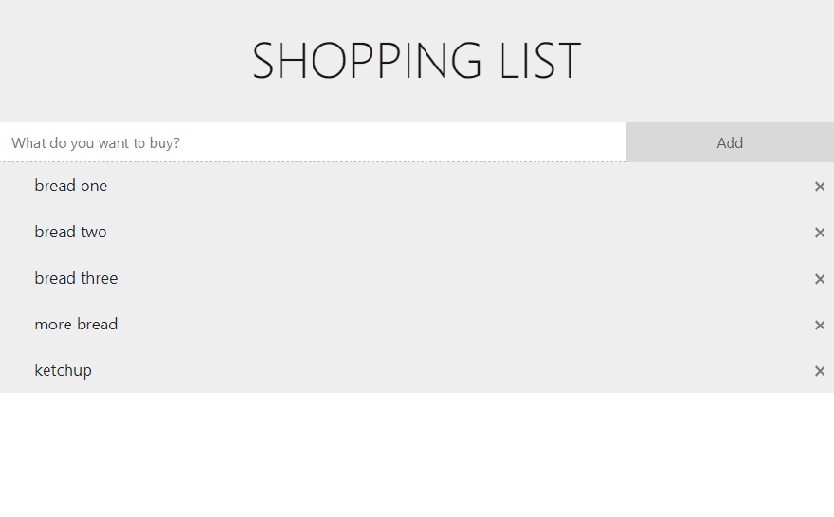 SHOPPING LIST
What do you want to buy?
Add
bread one
×
bread two
×
bread three
×
more bread
×
ketchup
×